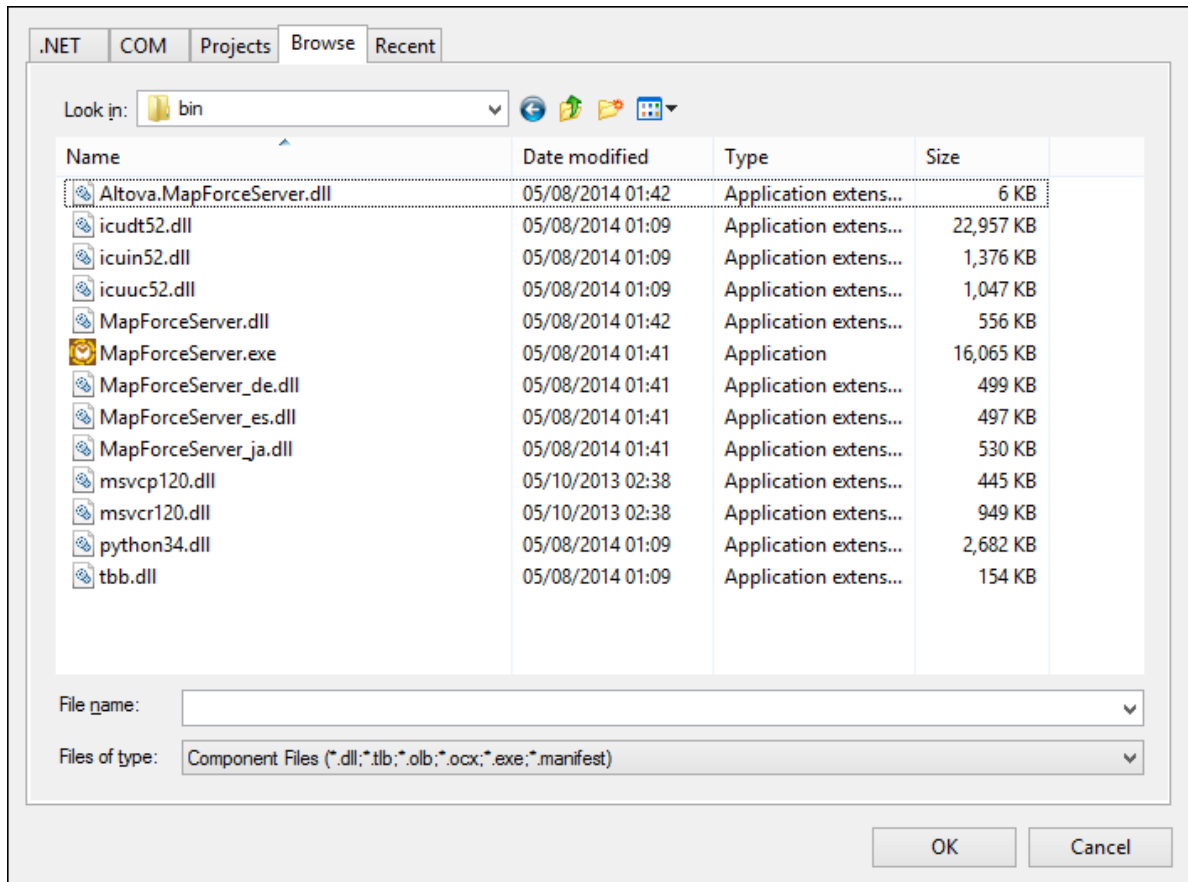 .NET COM Projects Browse Recent
Look in: bin
Name Date modified Type Size
Altova.MapForceServer.dll 05/08/2014 01:42 Application extens... 6 KB
icudt52.dll 05/08/2014 01:09 Application extens... 22,957 KB
icuin52.dll 05/08/2014 01:09 Application extens... 1,376 KB
icuuc52.dll 05/08/2014 01:09 Application extens... 1,047 KB
MapForceServer.dll 05/08/2014 01:42 Application extens... 556 KB
MapForceServer.exe 05/08/2014 01:41 Application 16,065 KB
MapForceServer_de.dll 05/08/2014 01:41 Application extens... 499 KB
MapForceServer_es.dll 05/08/2014 01:41 Application extens... 497 KB
MapForceServer_ja.dll 05/08/2014 01:41 Application extens... 530 KB
msvcp120.dll 05/10/2013 02:38 Application extens... 445 KB
msvcr120.dll 05/10/2013 02:38 Application extens... 949 KB
python34.dll 05/08/2014 01:09 Application extens... 2,682 KB
tbb.dll 05/08/2014 01:09 Application extens... 154 KB
File name:
Files of type: Component Files (*.dll;*.tlb;*.olb;*.ocx;*.exe;*.manifest)
OK Cancel